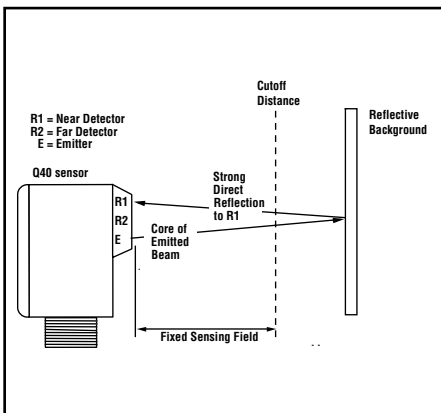 Cutoff
Distance
Reflective
Background
R1 = Near Detector
R2 = Far Detector
E = Emitter
Q40 sensor
Strong
Direct
Reflection
to R1
R1
R2
E
Core of
Emitted
Beam
Fixed Sensing Field